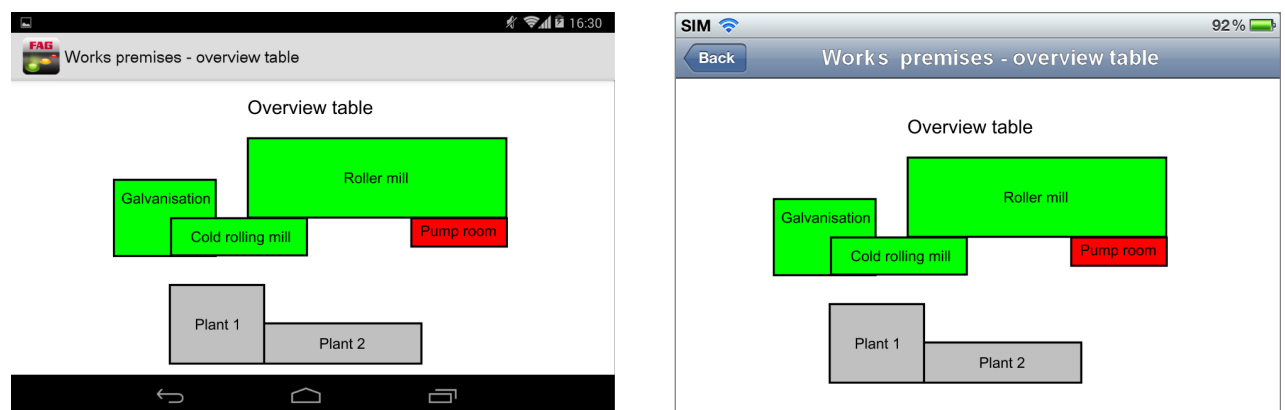 16:30
FAG
Works premises - overview table
Overview table
Roller mill
Galvanisation
Pump room
Cold rolling mill
Plant 1
Plant 2
SIM 92%
Back Works premises - overview table
Overview table
Roller mill
Galvanisation
Pump room
Cold rolling mill
Plant 1
Plant 2